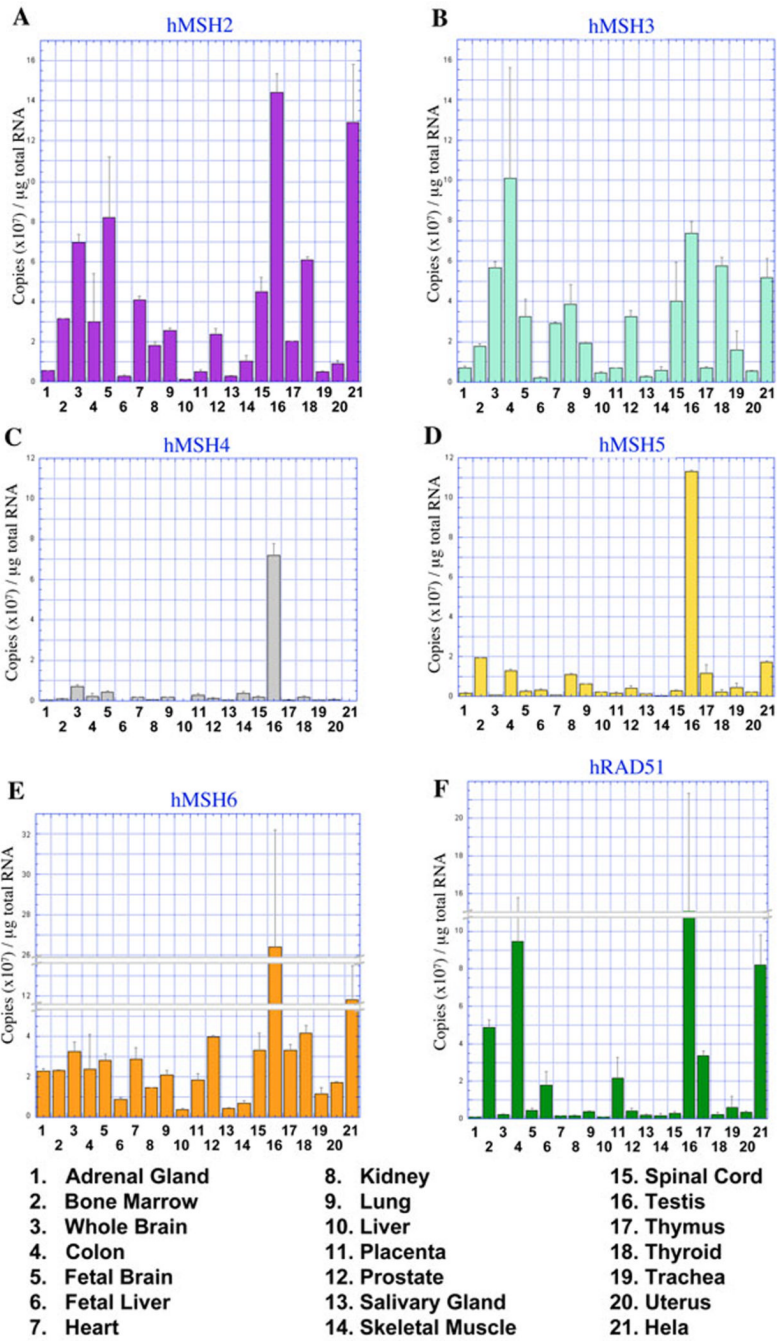 A
hMSH2
Copies (x10⁷) / µg total RNA
16
14
12
10
8
6
4
2
0
1 3 5 7 9 11 13 15 17 19 21
2 4 6 8 10 12 14 16 18 20
B
hMSH3
Copies (x10⁷) / µg total RNA
16
14
12
10
8
6
4
2
0
1 3 5 7 9 11 13 15 17 19 21
2 4 6 8 10 12 14 16 18 20
C
hMSH4
Copies (x10⁷) / µg total RNA
12
10
8
6
4
2
0
1 3 5 7 9 11 13 15 17 19 21
2 4 6 8 10 12 14 16 18 20
D
hMSH5
Copies (x10⁷) / µg total RNA
12
10
8
6
4
2
0
1 3 5 7 9 11 13 15 17 19 21
2 4 6 8 10 12 14 16 18 20
E
hMSH6
Copies (x10⁷) / µg total RNA
32
30
28
26
12
4
2
0
1 3 5 7 9 11 13 15 17 19 21
2 4 6 8 10 12 14 16 18 20
F
hRAD51
Copies (x10⁷) / µg total RNA
20
18
16
10
8
6
4
2
0
1 3 5 7 9 11 13 15 17 19 21
2 4 6 8 10 12 14 16 18 20
1. Adrenal Gland
2. Bone Marrow
3. Whole Brain
4. Colon
5. Fetal Brain
6. Fetal Liver
7. Heart
8. Kidney
9. Lung
10. Liver
11. Placenta
12. Prostate
13. Salivary Gland
14. Skeletal Muscle
15. Spinal Cord
16. Testis
17. Thymus
18. Thyroid
19. Trachea
20. Uterus
21. Hela